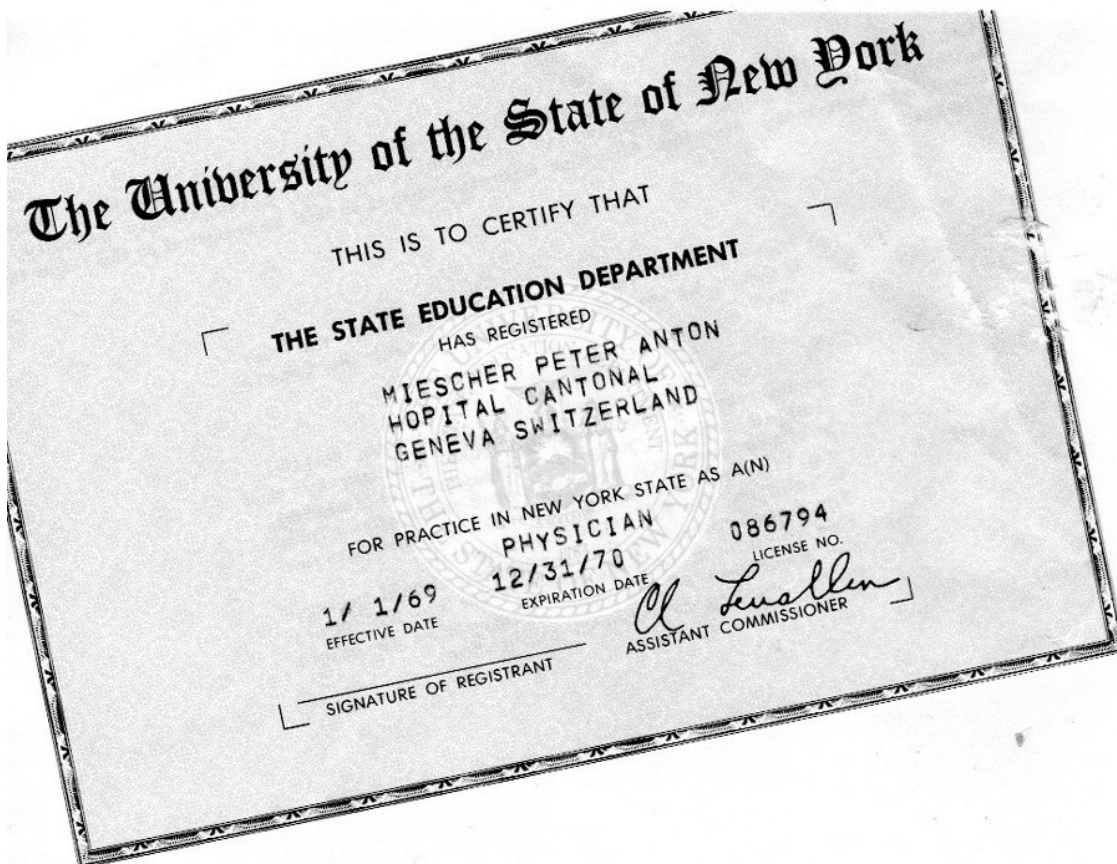 The University of the State of New York
THIS IS TO CERTIFY THAT
THE STATE EDUCATION DEPARTMENT
HAS REGISTERED
MIESCHER PETER ANTON
HOPITAL CANTONAL
GENEVA SWITZERLAND
FOR PRACTICE IN NEW YORK STATE AS A(N)
PHYSICIAN
086794
LICENSE NO.
1/ 1/69
EFFECTIVE DATE
12/31/70
EXPIRATION DATE
ASSISTANT COMMISSIONER
SIGNATURE OF REGISTRANT